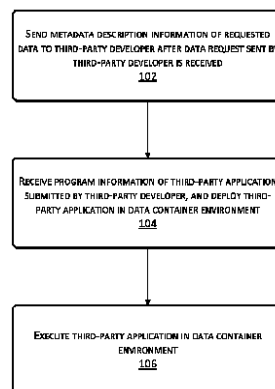 SEND METADATA DESCRIPTION INFORMATION OF REQUESTED
DATA TO THIRD-PARTY DEVELOPER AFTER DATA REQUEST SENT BY
THIRD-PARTY DEVELOPER IS RECEIVED
102
RECEIVE PROGRAM INFORMATION OF THIRD-PARTY APPLICATION
SUBMITTED BY THIRD-PARTY DEVELOPER, AND DEPLOY THIRD-
PARTY APPLICATION IN DATA CONTAINER ENVIRONMENT
104
EXECUTE THIRD-PARTY APPLICATION IN DATA CONTAINER
ENVIRONMENT
106